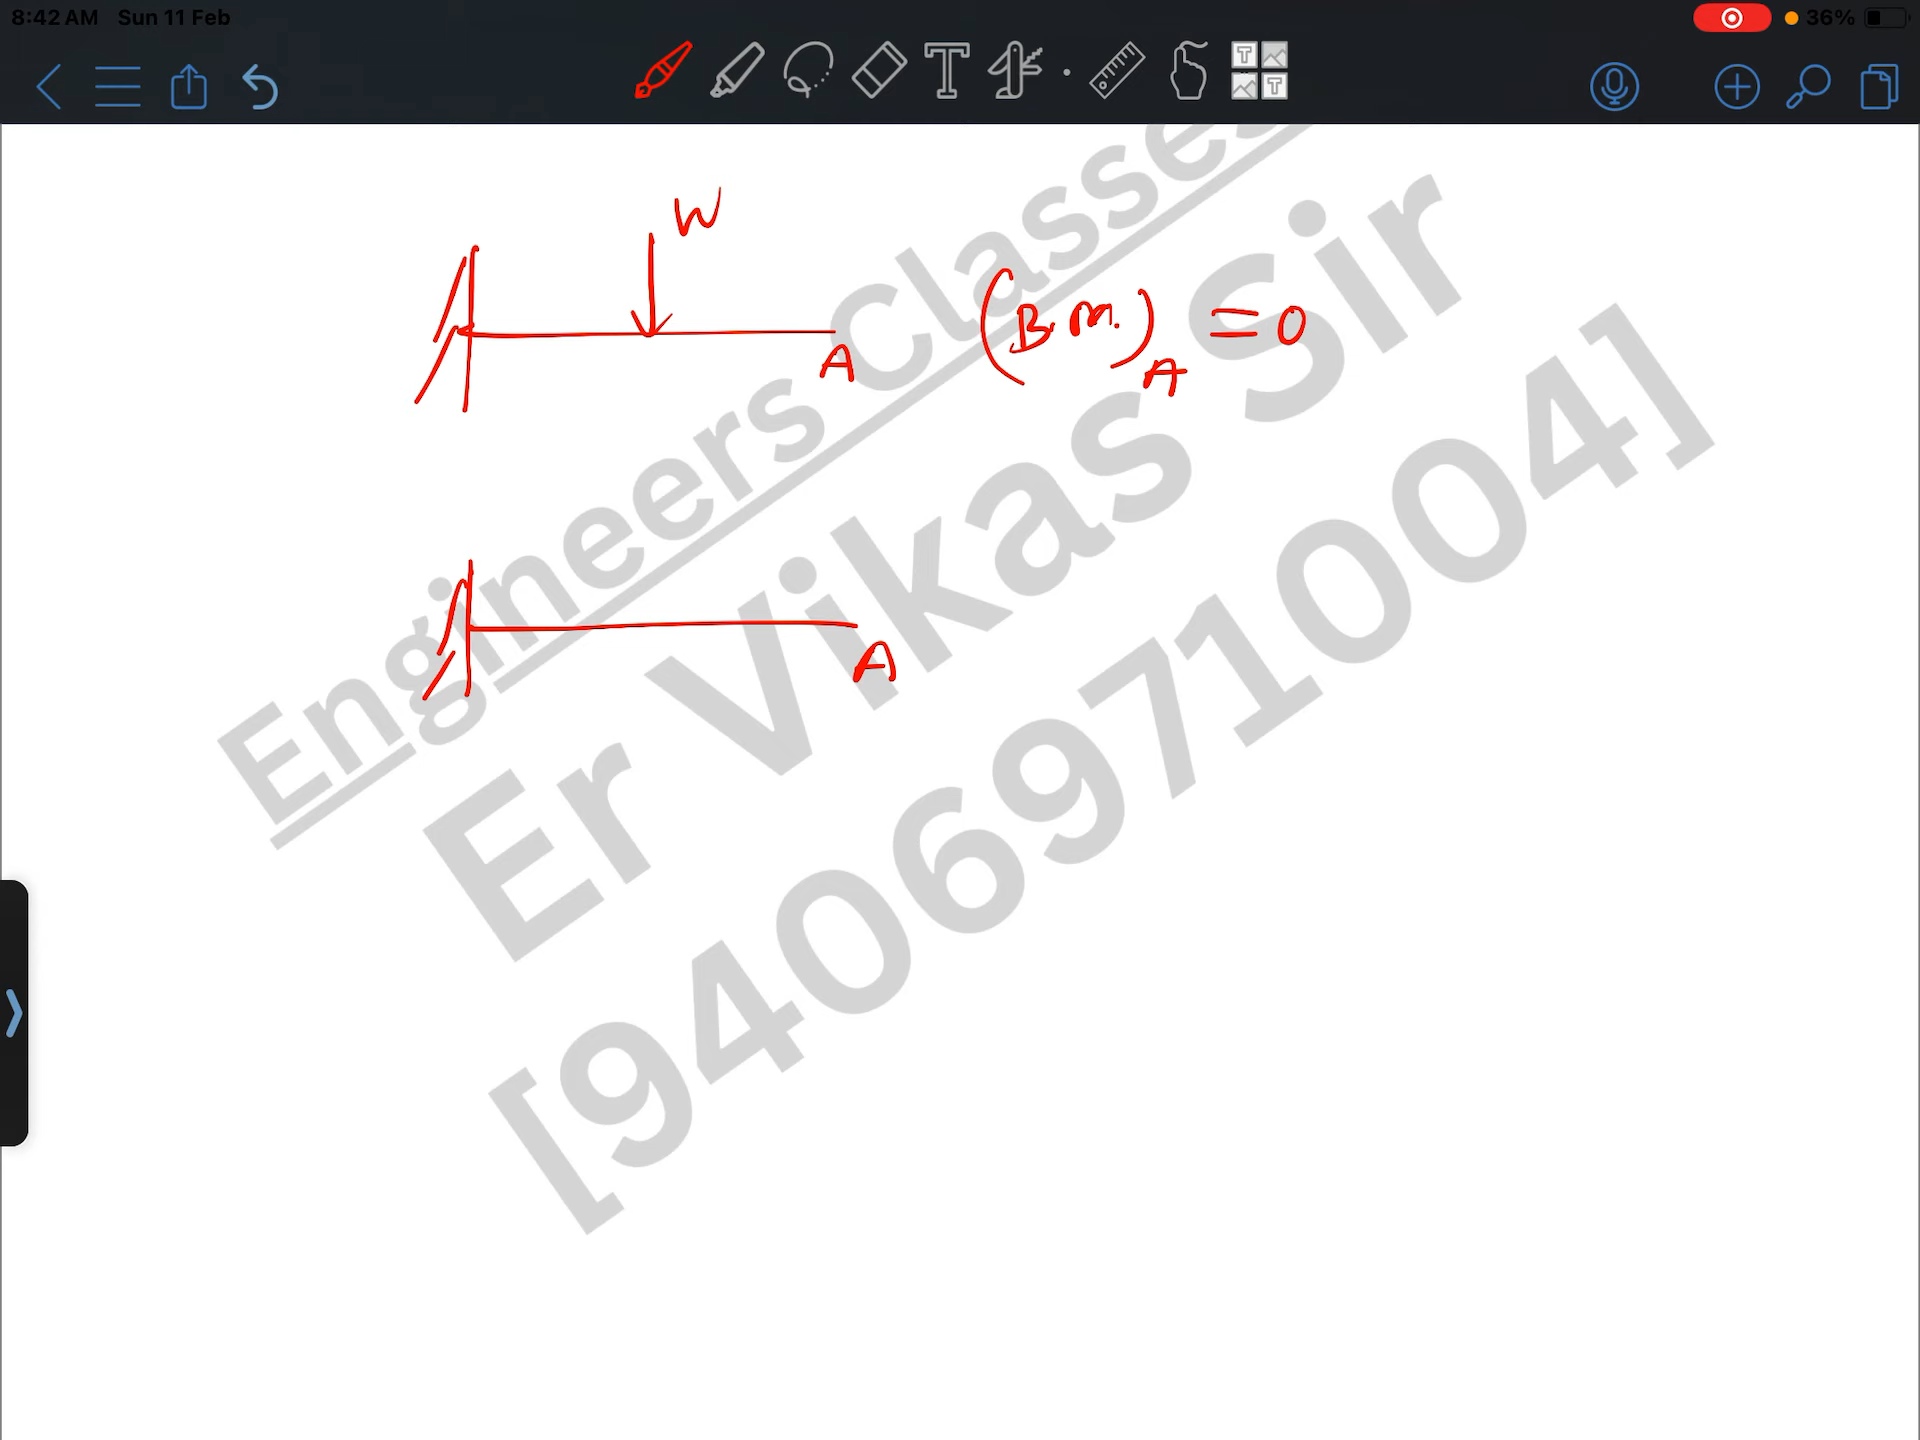 8:42 AM Sun 11 Feb
36%
W
A
(B.M.)A = 0
A
Engineers Classes
Er Vikas Sir
[9406971004]